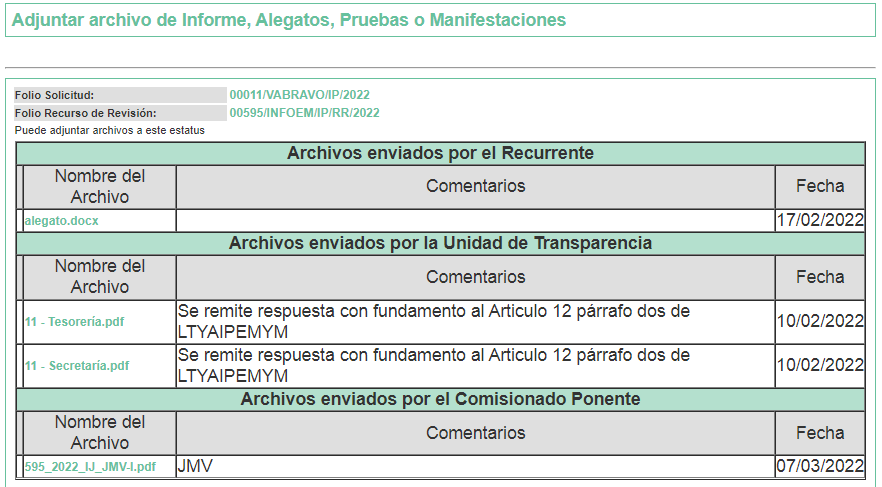 Adjuntar archivo de Informe, Alegatos, Pruebas o Manifestaciones
Folio Solicitud: 00011/VABRAVO/IP/2022
Folio Recurso de Revisión: 00595/INFOEM/IP/RR/2022
Puede adjuntar archivos a este estatus
Archivos enviados por el Recurrente
Nombre del
Archivo
Comentarios
Fecha
alegato.docx
17/02/2022
Archivos enviados por la Unidad de Transparencia
Nombre del
Archivo
Comentarios
Fecha
11 - Tesorería.pdf
Se remite respuesta con fundamento al Articulo 12 párrafo dos de
LTYAIPEMYM
10/02/2022
11 - Secretaría.pdf
Se remite respuesta con fundamento al Articulo 12 párrafo dos de
LTYAIPEMYM
10/02/2022
Archivos enviados por el Comisionado Ponente
Nombre del
Archivo
Comentarios
Fecha
595_2022_IJ_JMV-I.pdf
JMV
07/03/2022